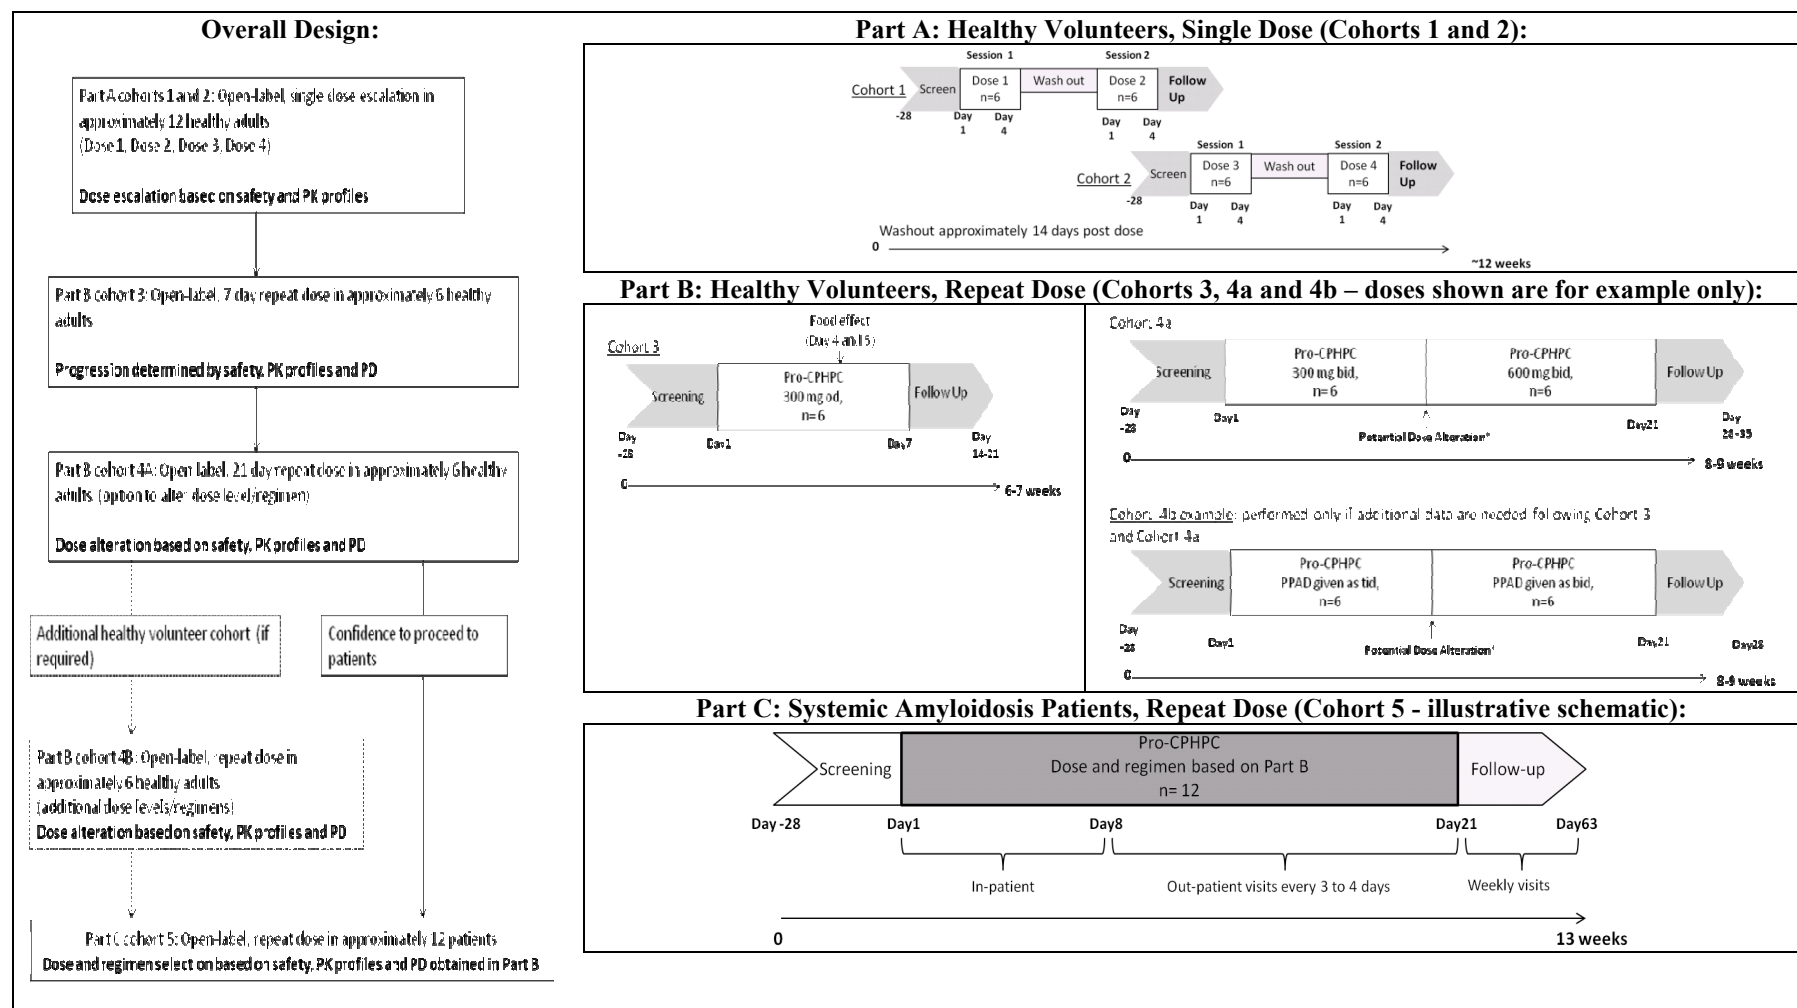 Overall Design:
Part A cohorts 1 and 2: Open-label, single dose escalation in
approximately 12 healthy adults
(Dose 1, Dose 2, Dose 3, Dose 4)
Dose escalation based on safety and PK profiles
Part B cohort 3: Open-label, 7 day repeat dose in approximately 6 healthy
adults
Progression determined by safety, PK profiles and PD
Part B cohort 4A: Open-label, 21 day repeat dose in approximately 6 healthy
adults (option to alter dose level/regimen)
Dose alteration based on safety, PK profiles and PD
Additional healthy volunteer cohort (if
required)
Confidence to proceed to
patients
Part B cohort 4B: Open-label, repeat dose in
approximately 6 healthy adults
(additional dose levels/regimens)
Dose alteration based on safety, PK profiles and PD
Part C cohort 5: Open-label, repeat dose in approximately 12 patients
Dose and regimen selection based on safety, PK profiles and PD obtained in Part B
Part A: Healthy Volunteers, Single Dose (Cohorts 1 and 2):
Session 1
Session 2
Cohort 1
Screen
Dose 1
n=6
Wash out
Dose 2
n=6
Follow
Up
-28
Day
1
Day
4
Day
1
Day
4
Session 1
Session 2
Cohort 2
Screen
Dose 3
n=6
Wash out
Dose 4
n=6
Follow
Up
-28
Day
1
Day
4
Day
1
Day
4
Washout approximately 14 days post dose
0
~12 weeks
Part B: Healthy Volunteers, Repeat Dose (Cohorts 3, 4a and 4b – doses shown are for example only):
Food effect
(Day 4 and 5)
Cohort 3
Screening
Pro-CPHPC
300 mg od,
n=6
Follow Up
Day
-28
Day1
Day7
Day
14-21
0
6-7 weeks
Cohort 4a
Screening
Pro-CPHPC
300 mg bid,
n=6
Pro-CPHPC
600 mg bid,
n=6
Follow Up
Day
-28
Day1
Potential Dose Alteration*
Day21
Day
28-35
0
8-9 weeks
Cohort 4b example: performed only if additional data are needed following Cohort 3
and Cohort 4a
Screening
Pro-CPHPC
PPAD given as tid,
n=6
Pro-CPHPC
PPAD given as bid,
n=6
Follow Up
Day
-28
Day1
Potential Dose Alteration*
Day21
Day28
0
8-9 weeks
Part C: Systemic Amyloidosis Patients, Repeat Dose (Cohort 5 - illustrative schematic):
Screening
Pro-CPHPC
Dose and regimen based on Part B
n= 12
Follow-up
Day -28
Day1
Day8
Day21
Day63
In-patient
Out-patient visits every 3 to 4 days
Weekly visits
0
13 weeks